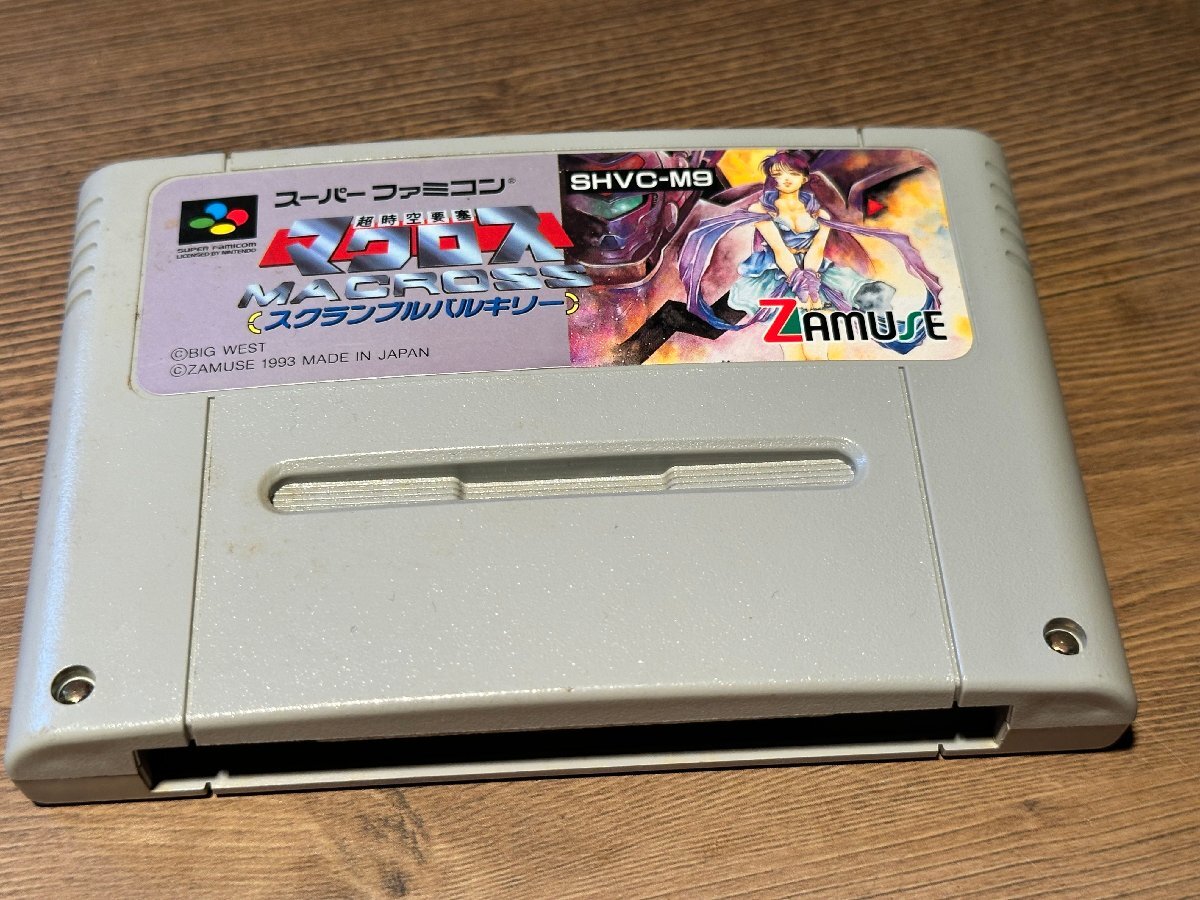 スーパーファミコン®
SUPER FAMICOM
LICENSED BY NINTENDO
超時空要塞
マクロス
MACROSS
スクランブルバルキリー
©BIG WEST
©ZAMUSE 1993 MADE IN JAPAN
SHVC-M9
ZAMUSE